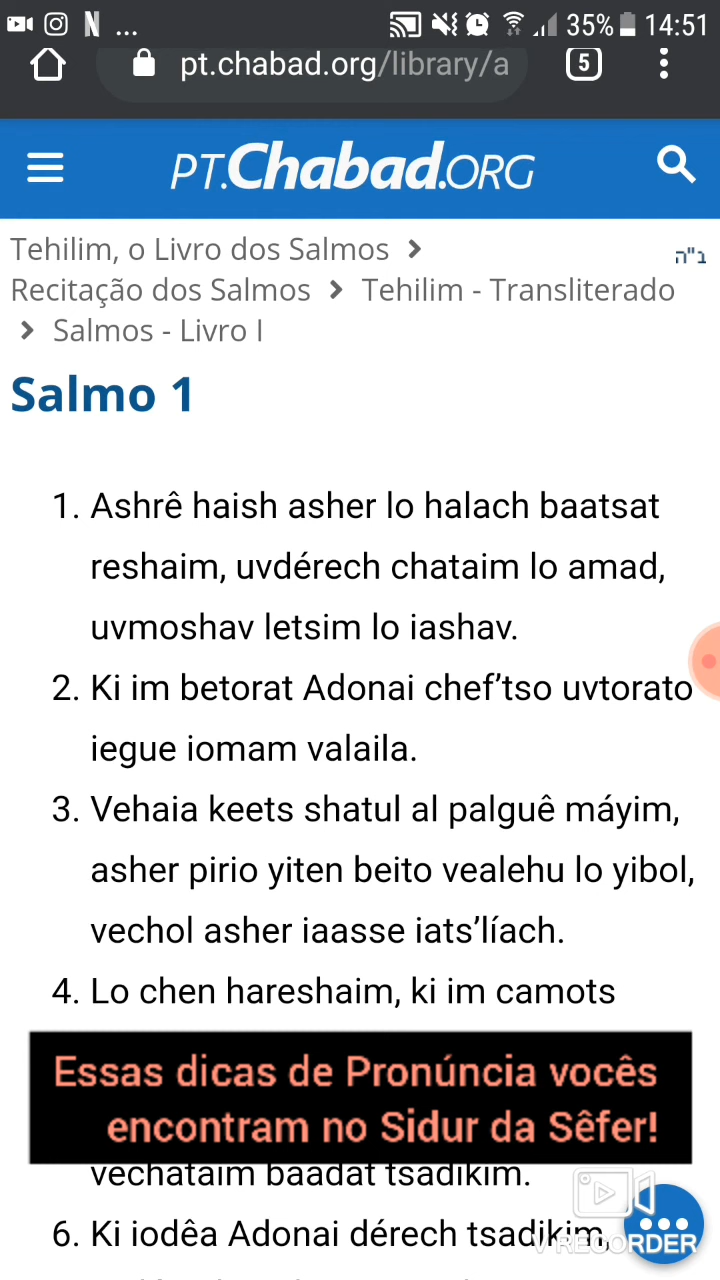 N ... 35% 14:51
pt.chabad.org/library/a 5
PT.Chabad.ORG
Tehilim, o Livro dos Salmos >
ב"ה
Recitação dos Salmos > Tehilim - Transliterado
> Salmos - Livro I
Salmo 1
1. Ashrê haish asher lo halach baatsat
reshaim, uvdérech chataim lo amad,
uvmoshav letsim lo iashav.
2. Ki im betorat Adonai chef’tso uvtorato
iegue iomam valaila.
3. Vehaia keets shatul al palguê máyim,
asher pirio yiten beito vealehu lo yibol,
vechol asher iaasse iats’líach.
4. Lo chen hareshaim, ki im camots
Essas dicas de Pronúncia vocês
encontram no Sidur da Sêfer!
vechataim baadat tsadikim.
6. Ki iodêa Adonai dérech tsadikim,
V RECORDER